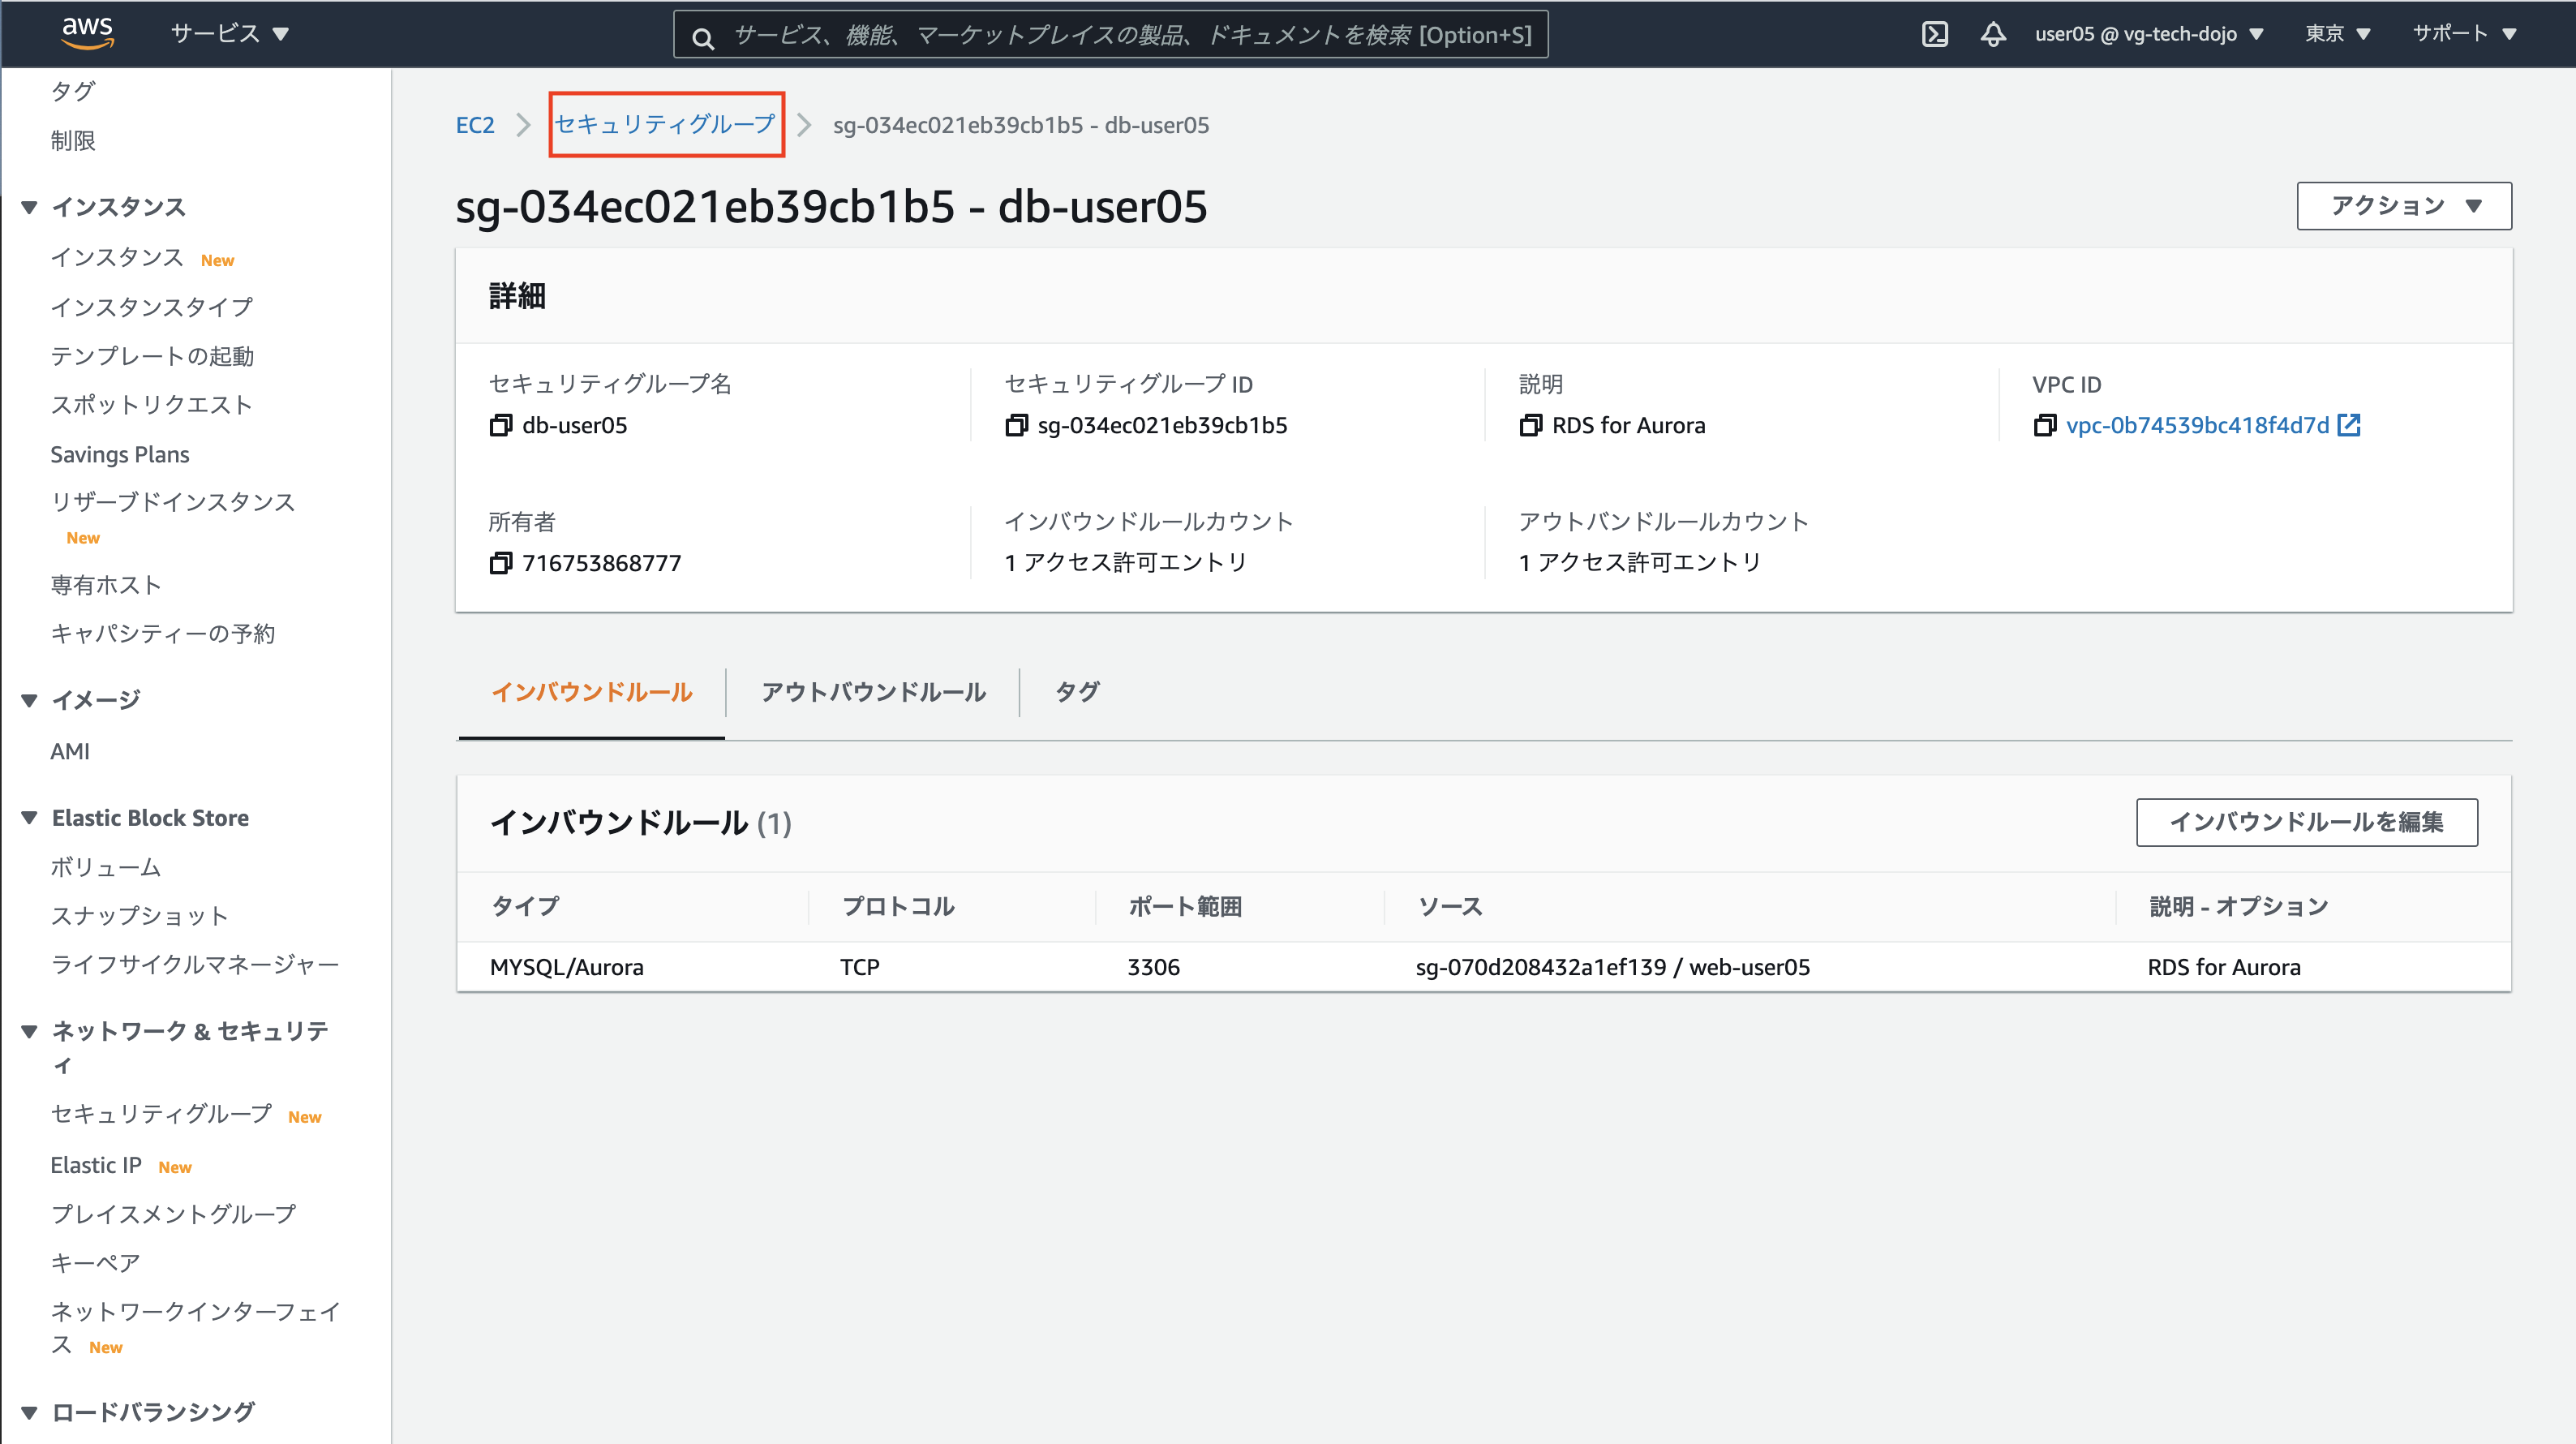 aws
サービス
サービス、機能、マーケットプレイスの製品、ドキュメントを検索 [Option+S]
user05 @ vg-tech-dojo
東京
サポート
タグ
制限
インスタンス
インスタンス New
インスタンスタイプ
テンプレートの起動
スポットリクエスト
Savings Plans
リザーブドインスタンス
New
専有ホスト
キャパシティーの予約
イメージ
AMI
Elastic Block Store
ボリューム
スナップショット
ライフサイクルマネージャー
ネットワーク & セキュリテ
ィ
セキュリティグループ New
Elastic IP New
プレイスメントグループ
キーペア
ネットワークインターフェイ
ス New
ロードバランシング
EC2 セキュリティグループ sg-034ec021eb39cb1b5 - db-user05
sg-034ec021eb39cb1b5 - db-user05
アクション
詳細
セキュリティグループ名 セキュリティグループ ID 説明 VPC ID
db-user05 sg-034ec021eb39cb1b5 RDS for Aurora vpc-0b74539bc418f4d7d
所有者 インバウンドルールカウント アウトバンドルールカウント
716753868777 1 アクセス許可エントリ 1 アクセス許可エントリ
インバウンドルール アウトバウンドルール タグ
インバウンドルール (1)
インバウンドルールを編集
タイプ プロトコル ポート範囲 ソース 説明 - オプション
MYSQL/Aurora TCP 3306 sg-070d208432a1ef139 / web-user05 RDS for Aurora